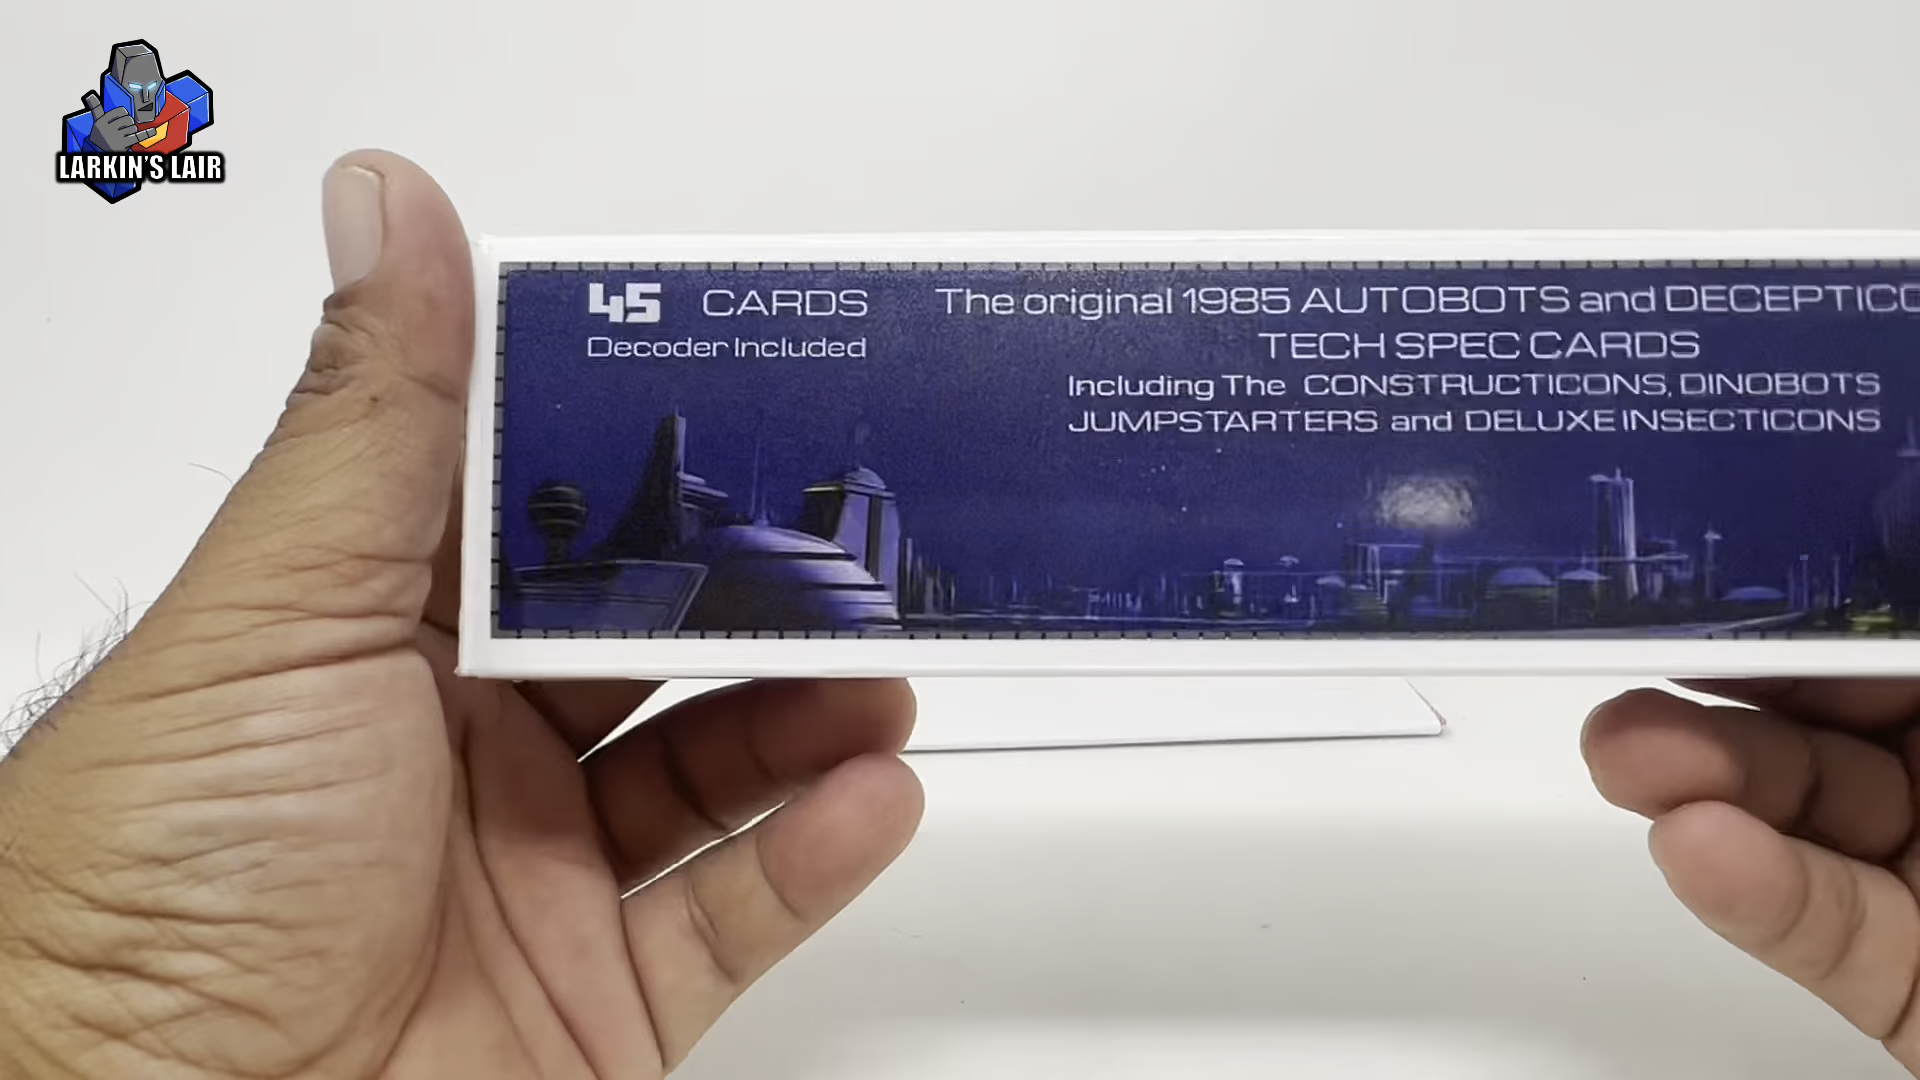 LARKIN'S LAIR
45 CARDS
Decoder Included
The original 1985 AUTOBOTS and DECEPTICO
TECH SPEC CARDS
Including The CONSTRUCTICONS, DINOBOTS
JUMPSTARTERS and DELUXE INSECTICONS